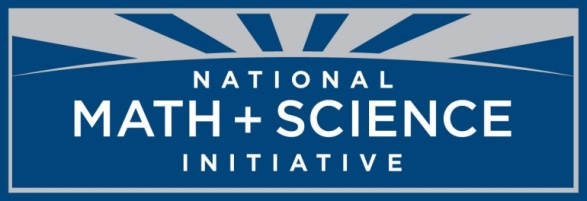 NATIONAL
MATH + SCIENCE
INITIATIVE